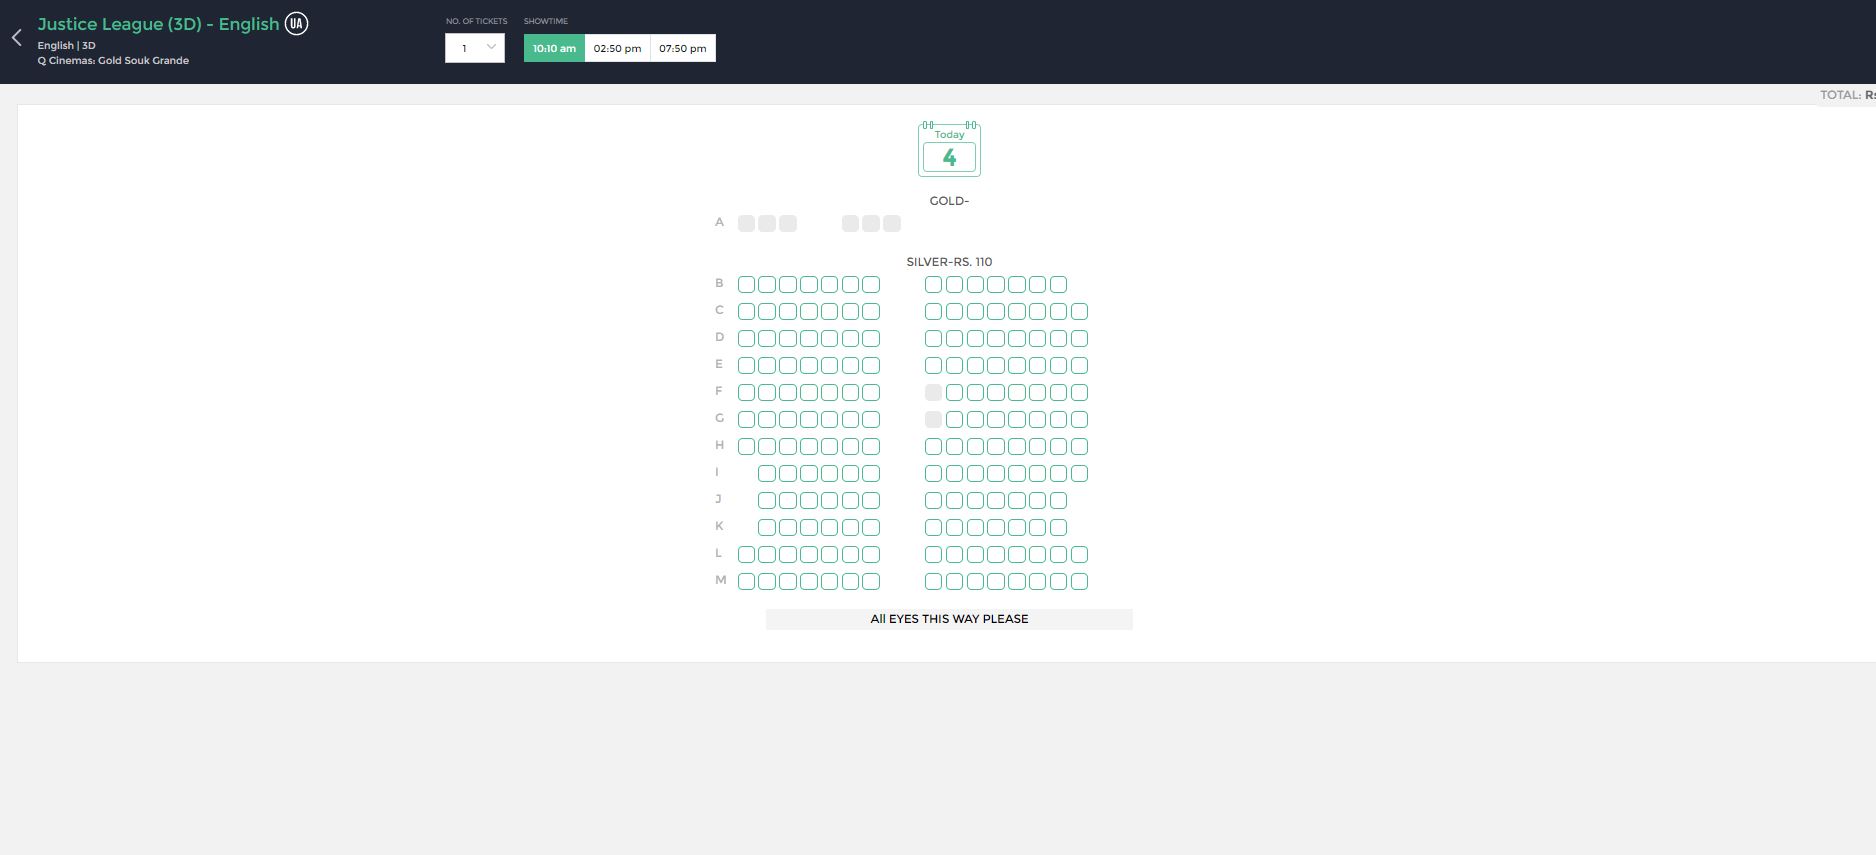 Justice League (3D) - English UA
English | 3D
Q Cinemas: Gold Souk Grande
NO. OF TICKETS
1
SHOWTIME
10:10 am 02:50 pm 07:50 pm
TOTAL: Rs
Today
4
GOLD-
A
SILVER-RS. 110
B
C
D
E
F
G
H
I
J
K
L
M
All EYES THIS WAY PLEASE